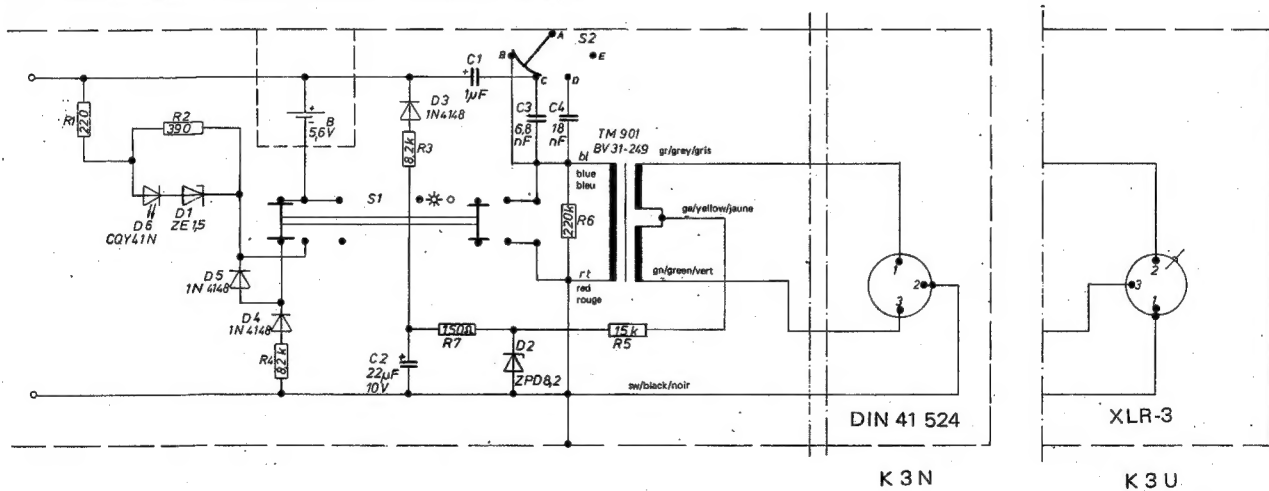 A
S2
B
E
C1
+
1µF
C
D
R1
220
R2
390
+
-
B
5,6V
D3
1N4148
R3
8,2k
C3
6,8
nF
C4
18
nF
TM 901
BV 31-249
bl
blue
bleu
gr/grey/gris
D6
CQY41N
D1
ZE 1,5
S1
R6
220k
ge/yellow/jaune
rt
red
rouge
gn/green/vert
D5
1N 4148
D4
1N 4148
R4
8,2k
C2
22µF
10V
+
150Ω
R7
D2
ZPD8,2
15k
R5
sw/black/noir
1
2
3
DIN 41 524
2
3
1
XLR-3
K 3 N
K 3 U